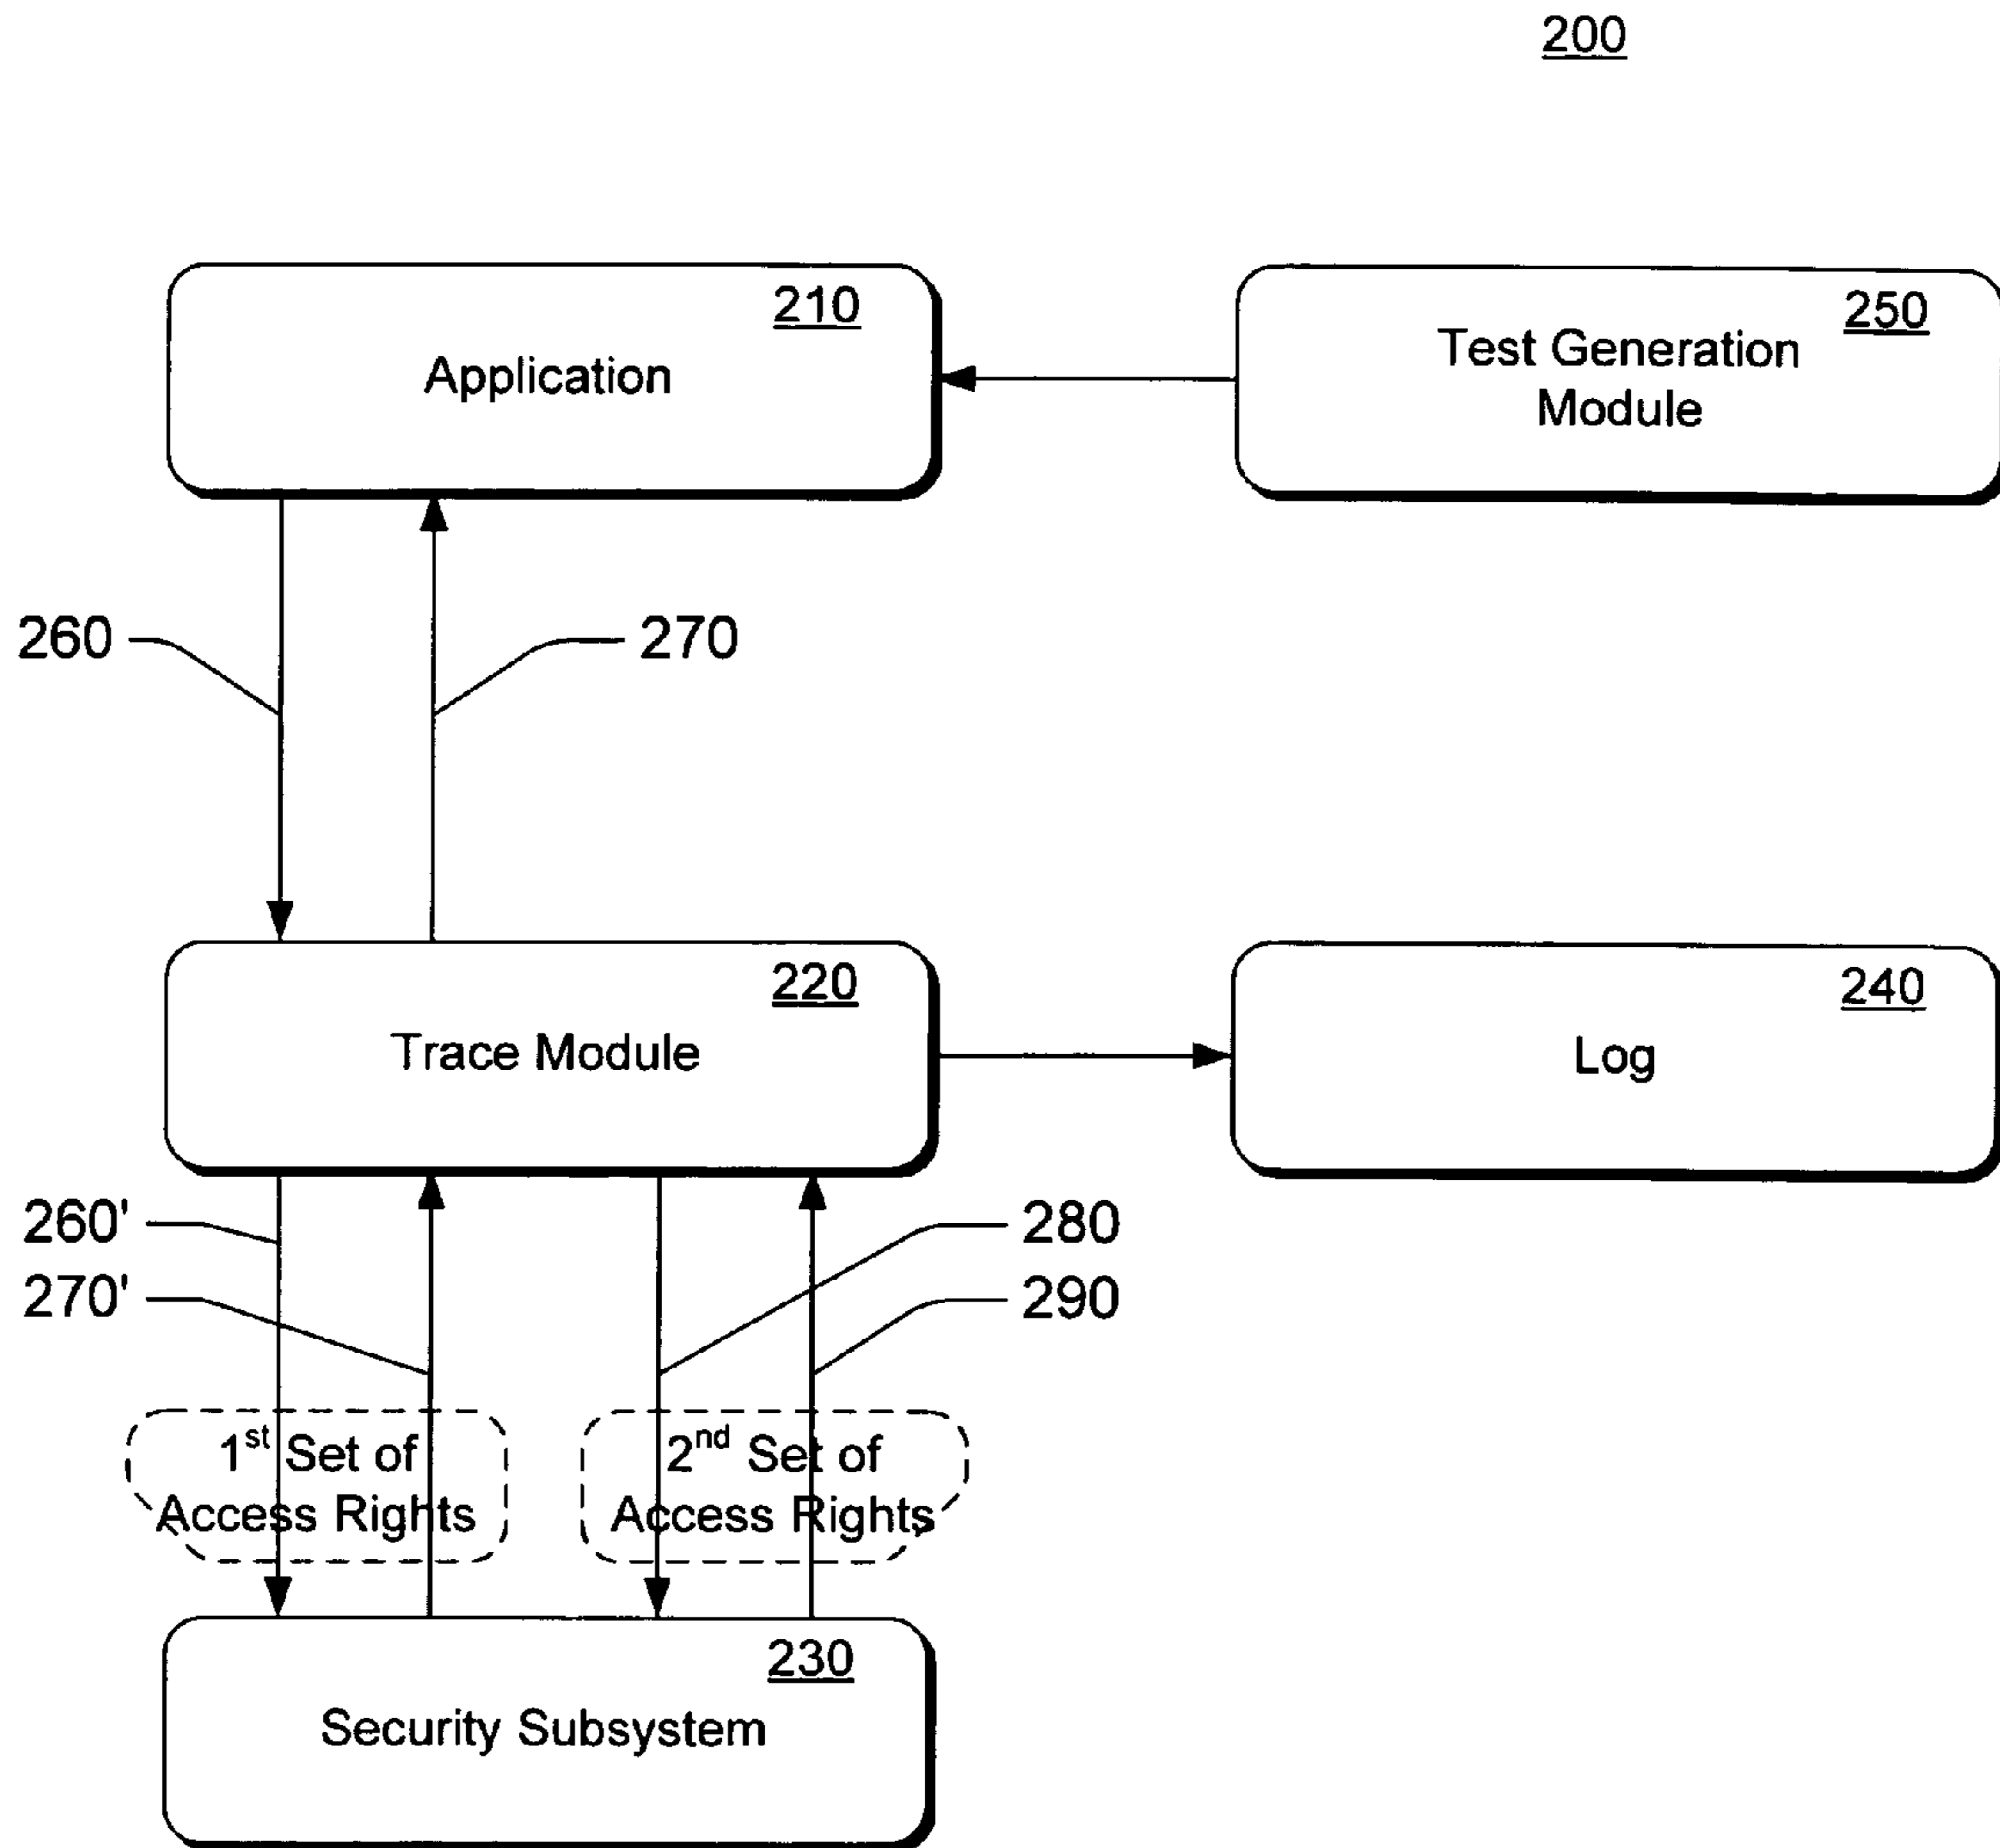 200
210
Application
250
Test Generation
Module
260
270
220
Trace Module
240
Log
260'
270'
280
290
1st Set of
Access Rights
2nd Set of
Access Rights
230
Security Subsystem